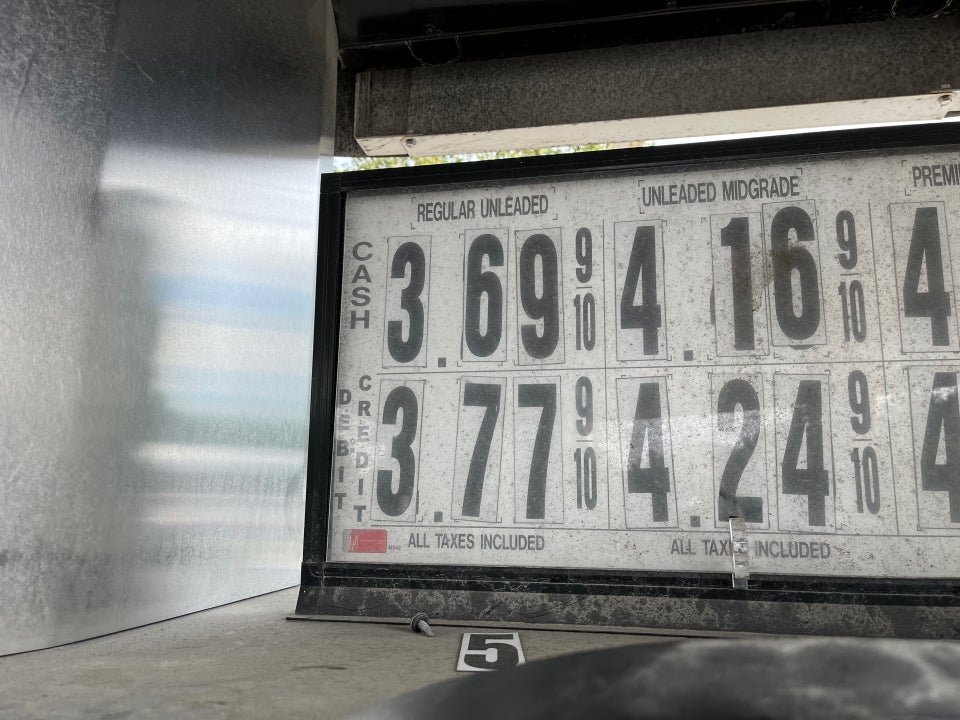 REGULAR UNLEADED
UNLEADED MIDGRADE
PREMI
CASH
3.69 9/10
4.16 9/10
4
DEBIT
CREDIT
3.77 9/10
4.24 9/10
4
ALL TAXES INCLUDED
ALL TAXES INCLUDED
5